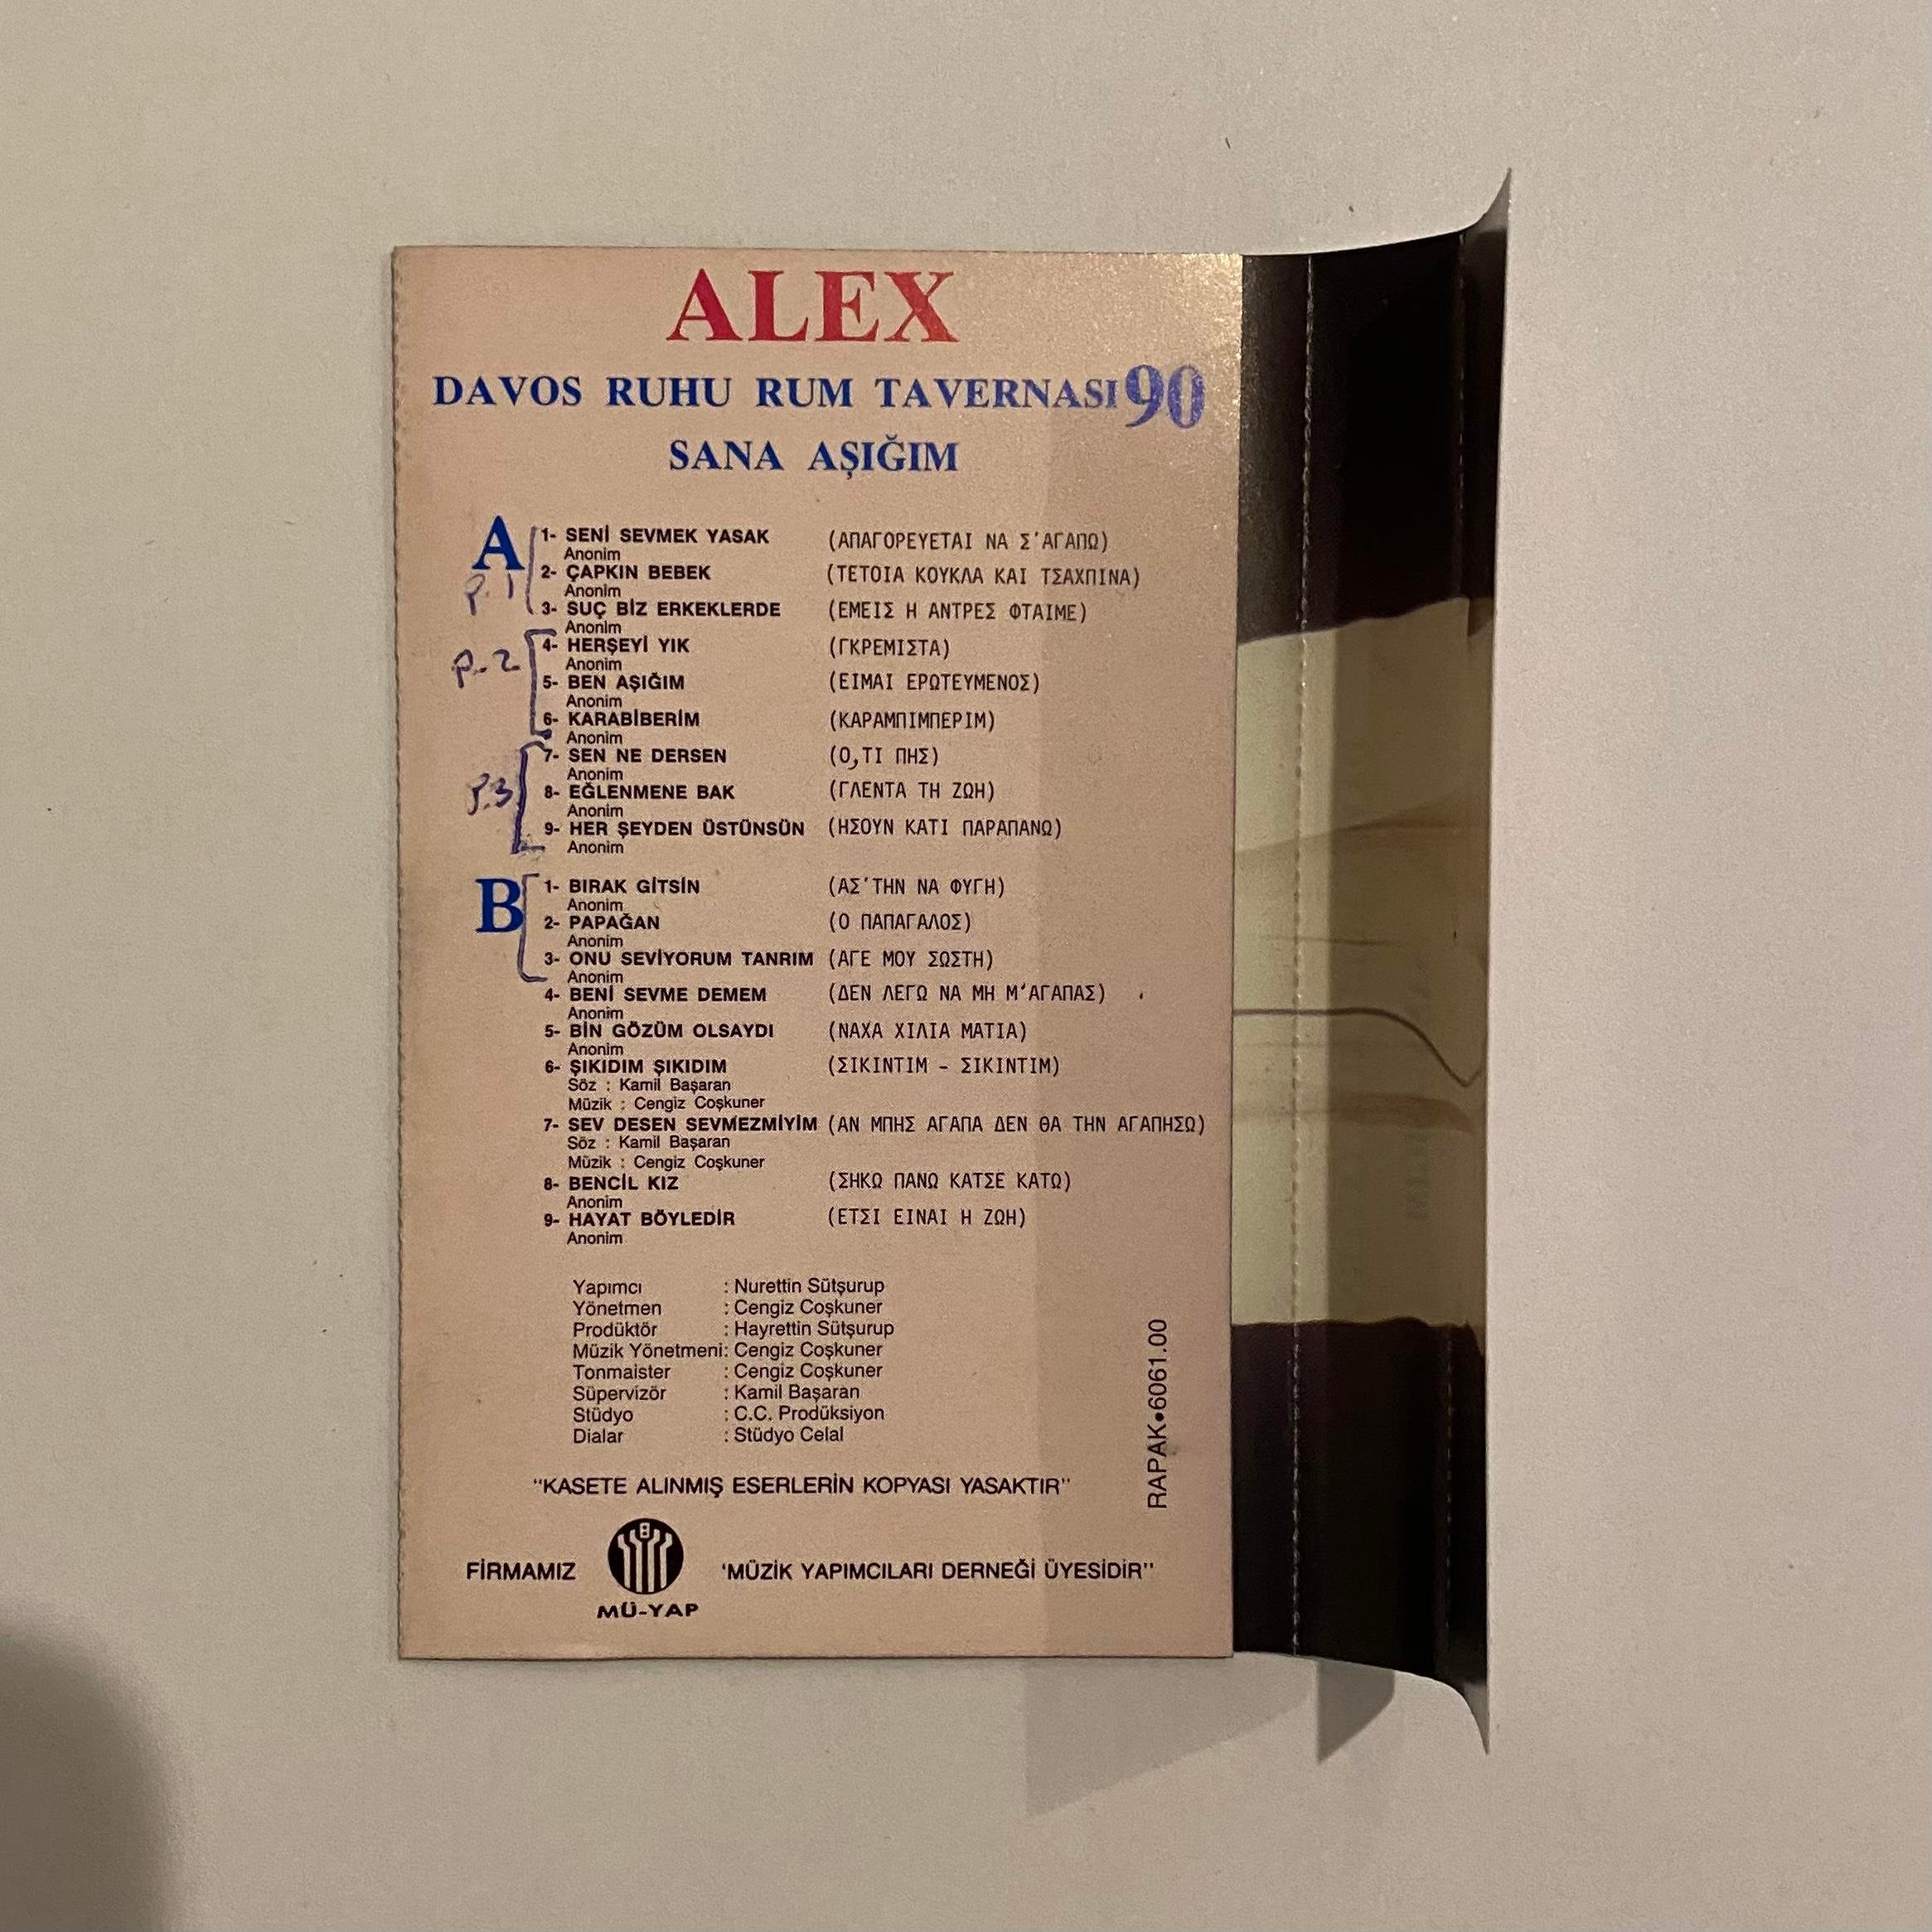 ALEX
DAVOS RUHU RUM TAVERNASI 90
SANA AŞIĞIM
A
P.1
1- SENİ SEVMEK YASAK (ΑΠΑΓΟΡΕΥΕΤΑΙ ΝΑ Σ'ΑΓΑΠΩ)
Anonim
2- ÇAPKIN BEBEK (ΤΕΤΟΙΑ ΚΟΥΚΛΑ ΚΑΙ ΤΣΑΧΠΙΝΑ)
Anonim
3- SUÇ BİZ ERKEKLERDE (ΕΜΕΙΣ Η ΑΝΤΡΕΣ ΦΤΑΙΜΕ)
Anonim
P.2
4- HERŞEYİ YIK (ΓΚΡΕΜΙΣΤΑ)
Anonim
5- BEN AŞIĞIM (ΕΙΜΑΙ ΕΡΩΤΕΥΜΕΝΟΣ)
Anonim
6- KARABİBERİM (ΚΑΡΑΜΠΙΜΠΕΡΙΜ)
Anonim
P.3
7- SEN NE DERSEN (Ο,ΤΙ ΠΗΣ)
Anonim
8- EĞLENMENE BAK (ΓΛΕΝΤΑ ΤΗ ΖΩΗ)
Anonim
9- HER ŞEYDEN ÜSTÜNSÜN (ΗΣΟΥΝ ΚΑΤΙ ΠΑΡΑΠΑΝΩ)
Anonim
B
1- BIRAK GİTSİN (ΑΣ'ΤΗΝ ΝΑ ΦΥΓΗ)
Anonim
2- PAPAĞAN (Ο ΠΑΠΑΓΑΛΟΣ)
Anonim
3- ONU SEVİYORUM TANRIM (ΑΓΕ ΜΟΥ ΣΩΣΤΗ)
Anonim
4- BENİ SEVME DEMEM (ΔΕΝ ΛΕΓΩ ΝΑ ΜΗ Μ'ΑΓΑΠΑΣ)
Anonim
5- BİN GÖZÜM OLSAYDI (ΝΑΧΑ ΧΙΛΙΑ ΜΑΤΙΑ)
Anonim
6- ŞIKIDIM ŞIKIDIM (ΣΙΚΙΝΤΙΜ - ΣΙΚΙΝΤΙΜ)
Söz : Kamil Başaran
Müzik : Cengiz Coşkuner
7- SEV DESEN SEVMEZMİYİM (ΑΝ ΜΠΗΣ ΑΓΑΠΑ ΔΕΝ ΘΑ ΤΗΝ ΑΓΑΠΗΣΩ)
Söz : Kamil Başaran
Müzik : Cengiz Coşkuner
8- BENCİL KIZ (ΣΗΚΩ ΠΑΝΩ ΚΑΤΣΕ ΚΑΤΩ)
Anonim
9- HAYAT BÖYLEDİR (ΕΤΣΙ ΕΙΝΑΙ Η ΖΩΗ)
Anonim
Yapımcı : Nurettin Sütşurup
Yönetmen : Cengiz Coşkuner
Prodüktör : Hayrettin Sütşurup
Müzik Yönetmeni: Cengiz Coşkuner
Tonmaister : Cengiz Coşkuner
Süpervizör : Kamil Başaran
Stüdyo : C.C. Prodüksiyon
Dialar : Stüdyo Celal
RAPAK•6061.00
"KASETE ALINMIŞ ESERLERİN KOPYASI YASAKTIR"
FİRMAMIZ 'MÜZİK YAPIMCILARI DERNEĞİ ÜYESİDİR"
MÜ-YAP